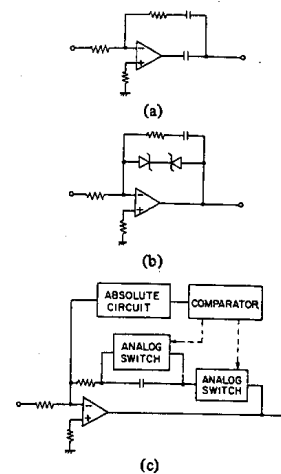 (a)
(b)
ABSOLUTE CIRCUIT
COMPARATOR
ANALOG SWITCH
ANALOG SWITCH
(c)